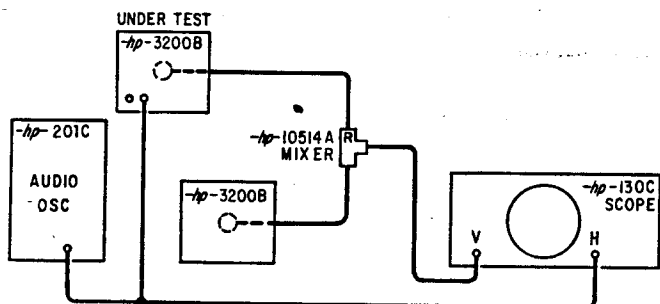 UNDER TEST
-hp-3200B
-hp-201C
AUDIO
OSC
-hp-10514A
MIXER
R
-hp-3200B
-hp-130C
SCOPE
V
H